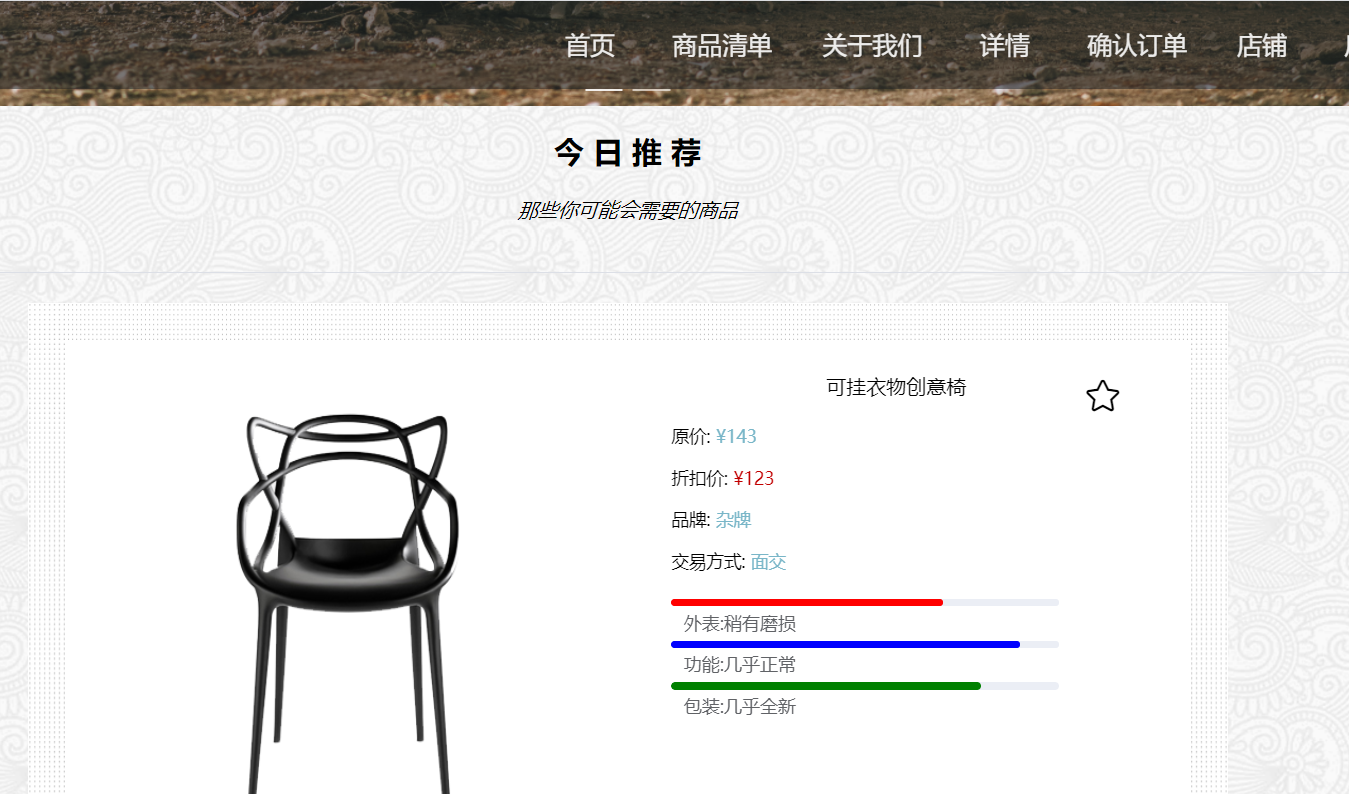 首页 商品清单 关于我们 详情 确认订单 店铺
今日推荐
那些你可能会需要的商品
可挂衣物创意椅
原价: ¥143
折扣价: ¥123
品牌: 杂牌
交易方式: 面交
外表:稍有磨损
功能:几乎正常
包装:几乎全新